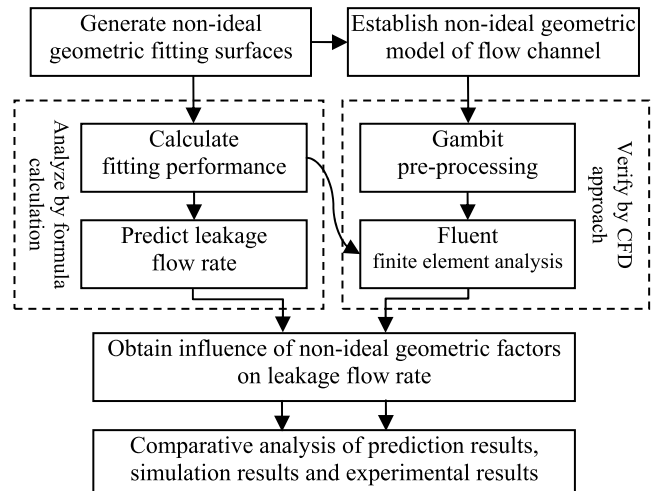 Generate non-ideal
geometric fitting surfaces
Establish non-ideal geometric
model of flow channel
Analyze by formula
calculation
Calculate
fitting performance
Predict leakage
flow rate
Gambit
pre-processing
Fluent
finite element analysis
Verify by CFD
approach
Obtain influence of non-ideal geometric factors
on leakage flow rate
Comparative analysis of prediction results,
simulation results and experimental results